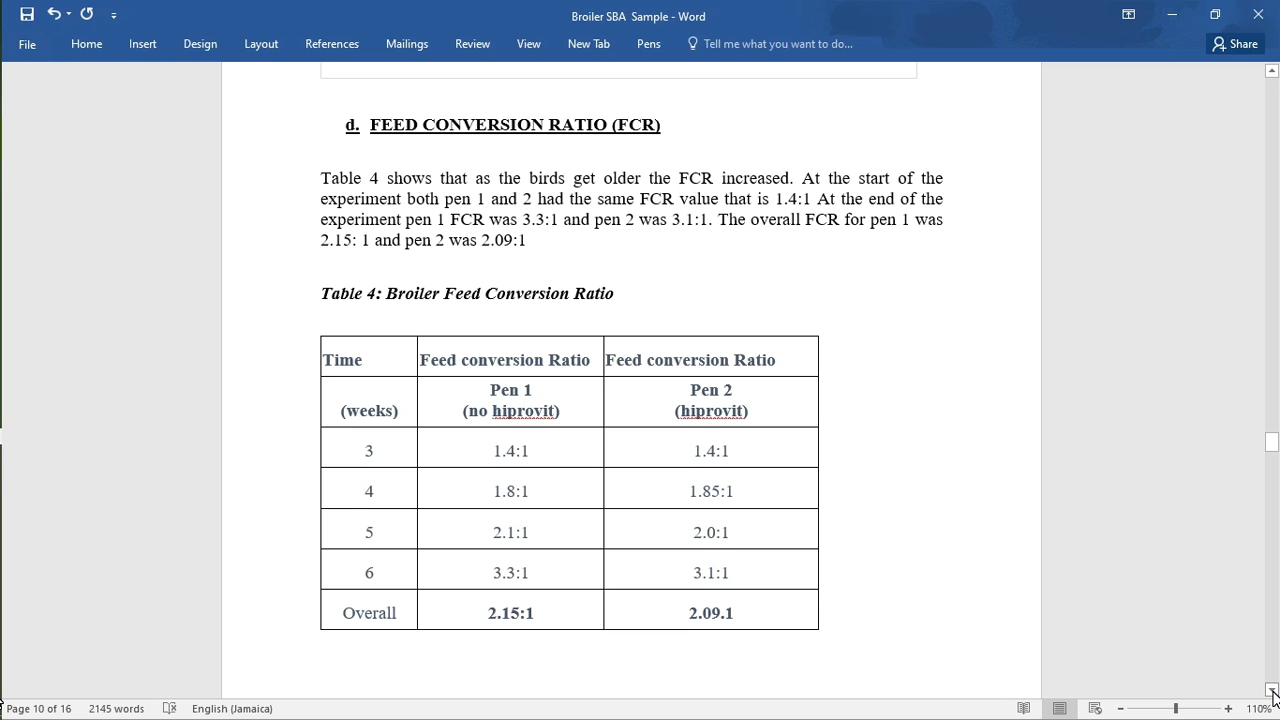 Broiler SBA  Sample - Word
File Home Insert Design Layout References Mailings Review View New Tab Pens Tell me what you want to do... Share
d. FEED CONVERSION RATIO (FCR)
Table 4 shows that as the birds get older the FCR increased. At the start of the
experiment both pen 1 and 2 had the same FCR value that is 1.4:1 At the end of the
experiment pen 1 FCR was 3.3:1 and pen 2 was 3.1:1. The overall FCR for pen 1 was
2.15: 1 and pen 2 was 2.09:1
Table 4: Broiler Feed Conversion Ratio
Time Feed conversion Ratio Feed conversion Ratio
Pen 1 Pen 2
(weeks) (no hiprovit) (hiprovit)
3 1.4:1 1.4:1
4 1.8:1 1.85:1
5 2.1:1 2.0:1
6 3.3:1 3.1:1
Overall 2.15:1 2.09.1
Page 10 of 16 2145 words English (Jamaica) 110%